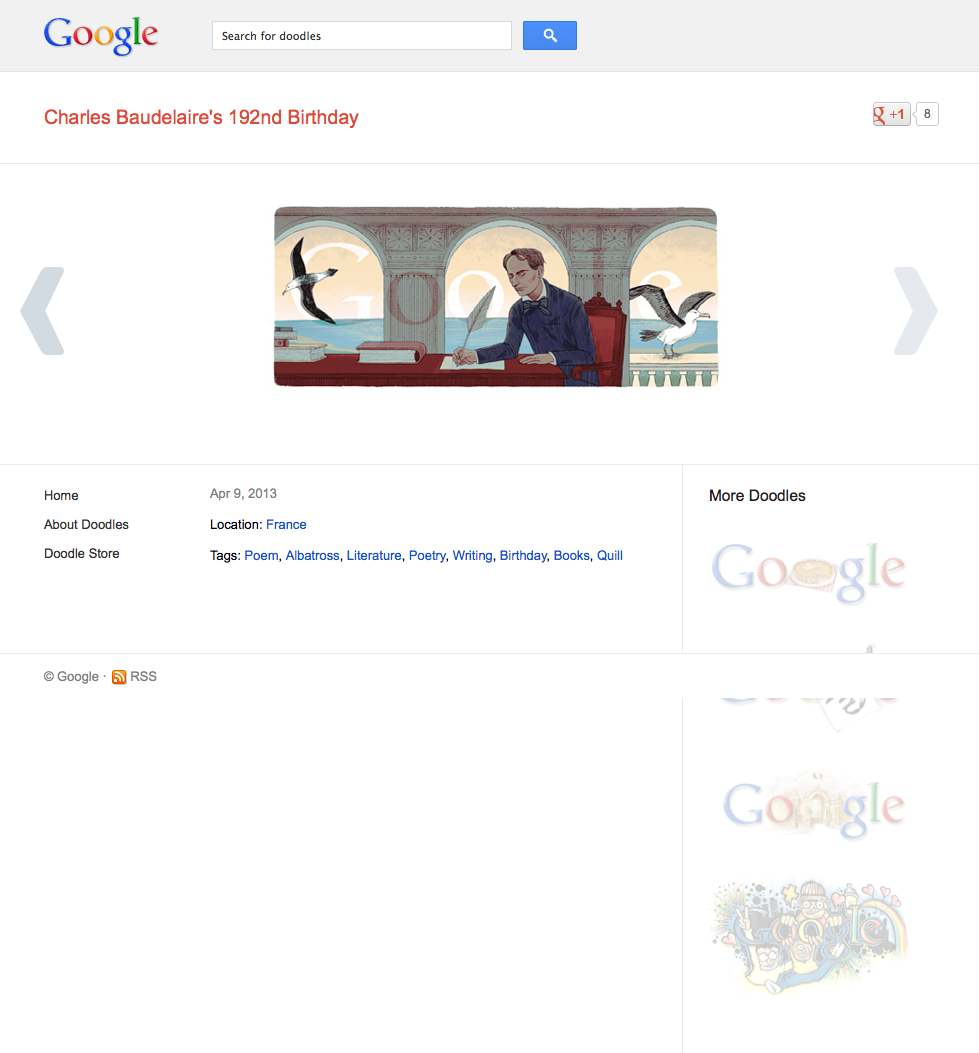 Google
Search for doodles
Charles Baudelaire's 192nd Birthday
g +1 8
Google
Home
About Doodles
Doodle Store
Apr 9, 2013
Location: France
Tags: Poem, Albatross, Literature, Poetry, Writing, Birthday, Books, Quill
More Doodles
Google
© Google · RSS
Google
Google